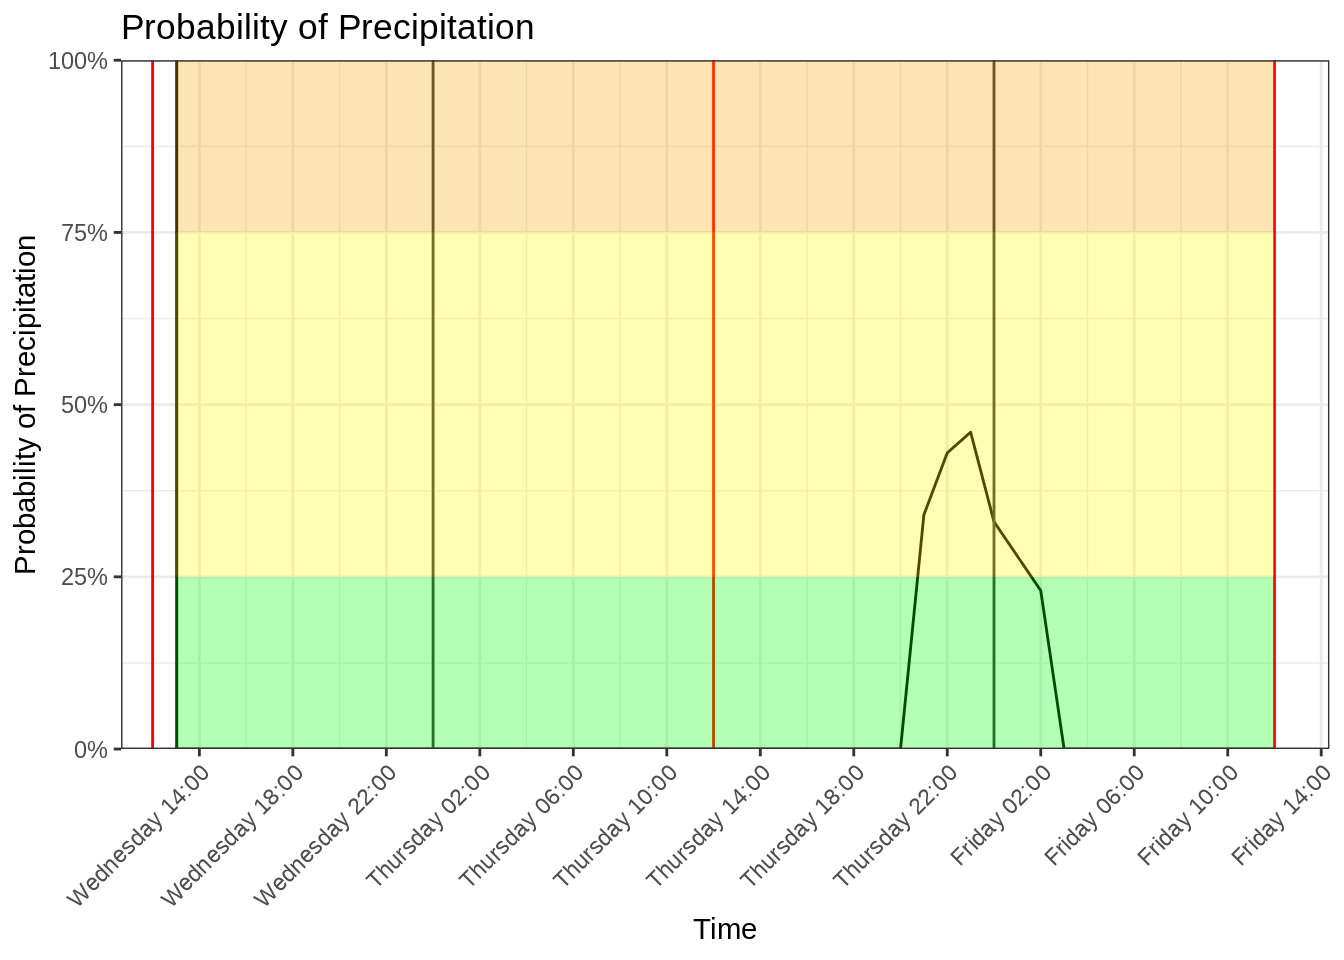 Probability of Precipitation
Probability of Precipitation
100%
75%
50%
25%
0%
Wednesday 14:00
Wednesday 18:00
Wednesday 22:00
Thursday 02:00
Thursday 06:00
Thursday 10:00
Thursday 14:00
Thursday 18:00
Thursday 22:00
Friday 02:00
Friday 06:00
Friday 10:00
Friday 14:00
Time